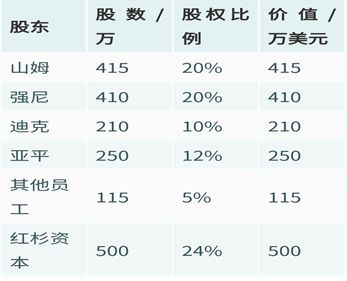 股东 股数/万 股权比例 价值/万美元
山姆 415 20% 415
强尼 410 20% 410
迪克 210 10% 210
亚平 250 12% 250
其他员工 115 5% 115
红杉资本 500 24% 500